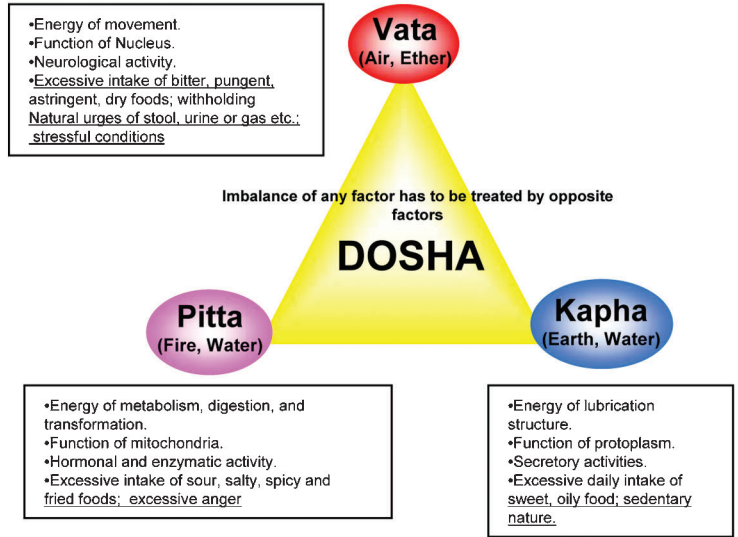 •Energy of movement.
•Function of Nucleus.
•Neurological activity.
•Excessive intake of bitter, pungent,
astringent, dry foods; withholding
Natural urges of stool, urine or gas etc.;
stressful conditions
Vata
(Air, Ether)
Imbalance of any factor has to be treated by opposite
factors
DOSHA
Pitta
(Fire, Water)
Kapha
(Earth, Water)
•Energy of metabolism, digestion, and
transformation.
•Function of mitochondria.
•Hormonal and enzymatic activity.
•Excessive intake of sour, salty, spicy and
fried foods; excessive anger
•Energy of lubrication
structure.
•Function of protoplasm.
•Secretory activities.
•Excessive daily intake of
sweet, oily food; sedentary
nature.